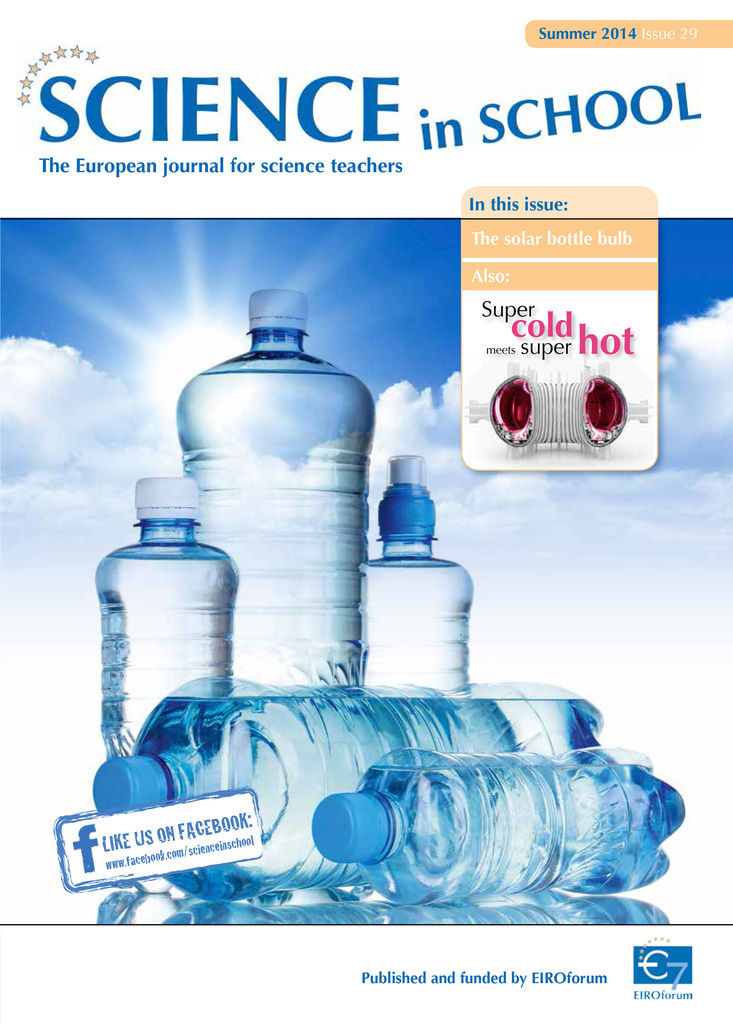 Summer 2014 Issue 29
SCIENCE in SCHOOL
The European journal for science teachers
In this issue:
The solar bottle bulb
Also:
Super
cold
meets super hot
f LIKE US ON FACEBOOK:
www.facebook.com/scienceinschool
Published and funded by EIROforum
€7
EIROforum